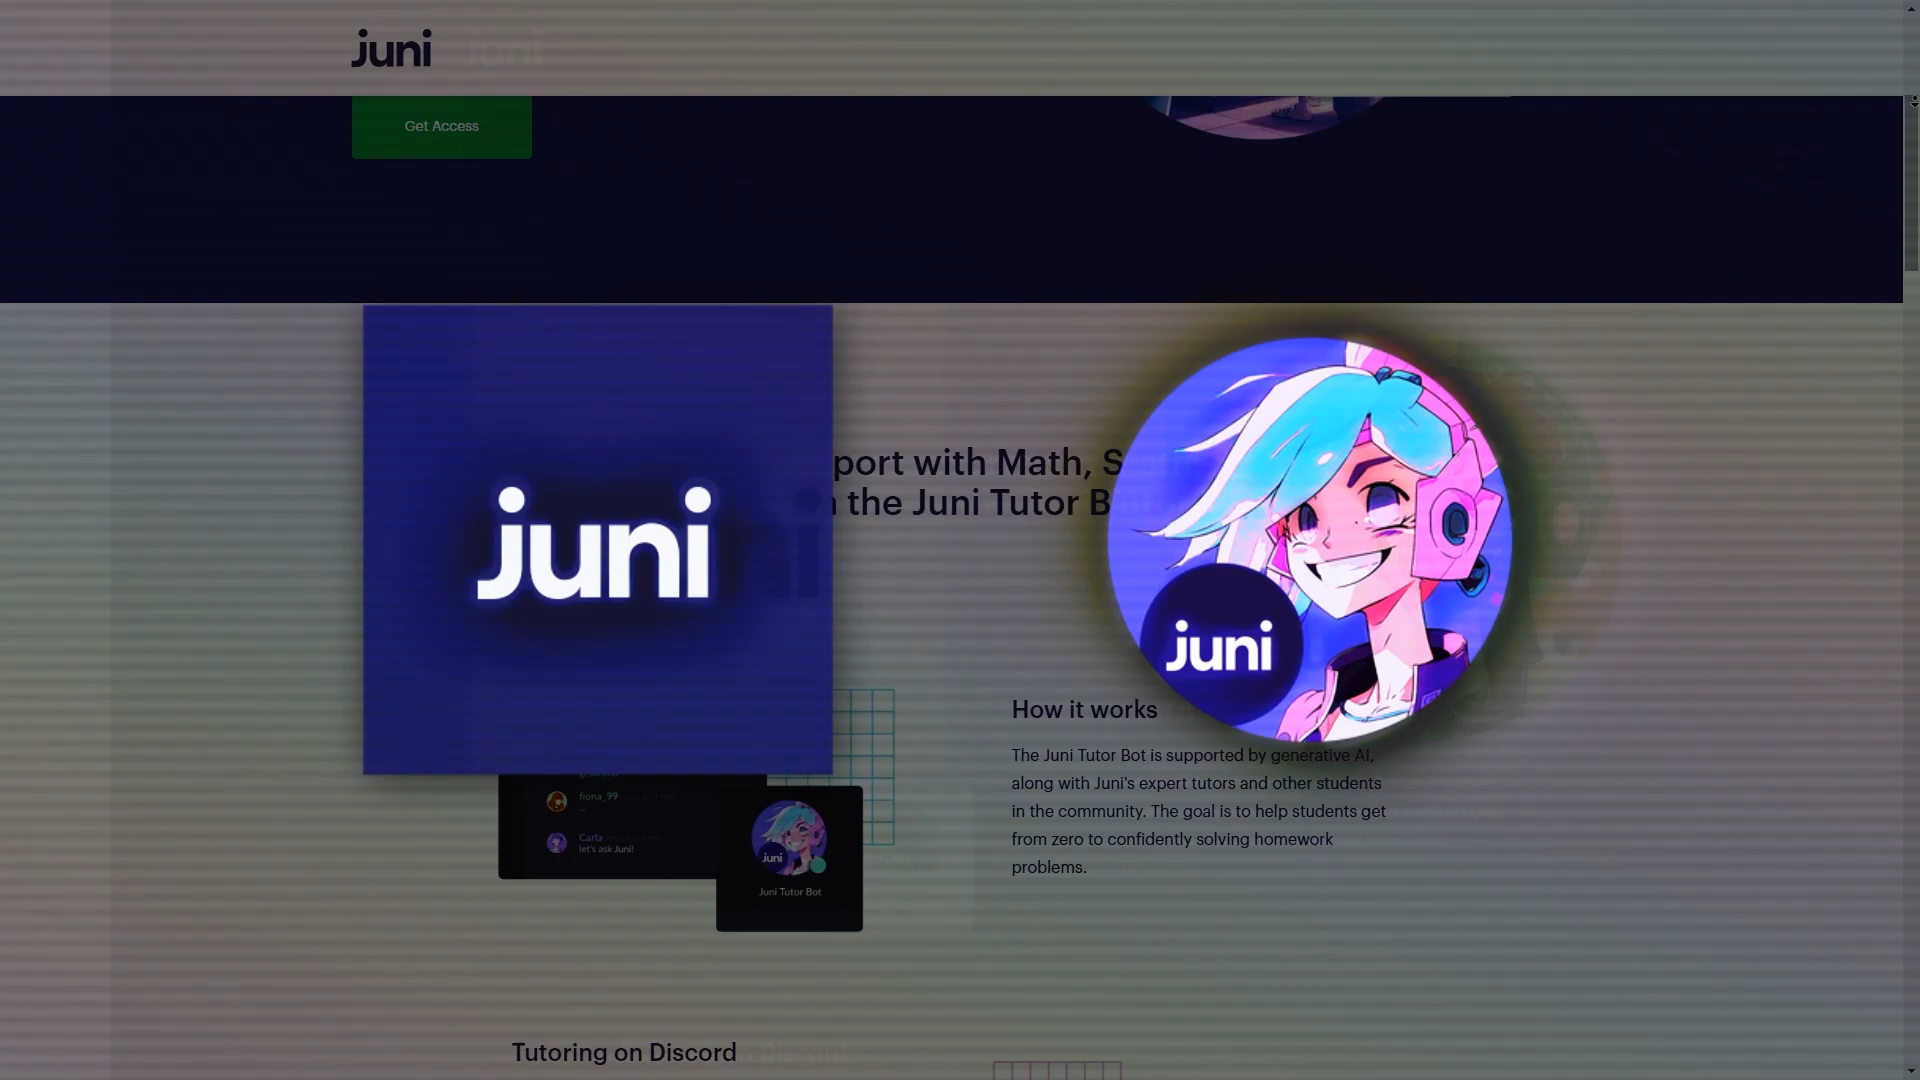 juni
Get Access
port with Math, S
the Juni Tutor B
juni
juni
How it works
The Juni Tutor Bot is supported by generative AI,
along with Juni's expert tutors and other students
in the community. The goal is to help students get
from zero to confidently solving homework
problems.
fiona_99
Carla
let's ask Juni!
juni
Juni Tutor Bot
Tutoring on Discord